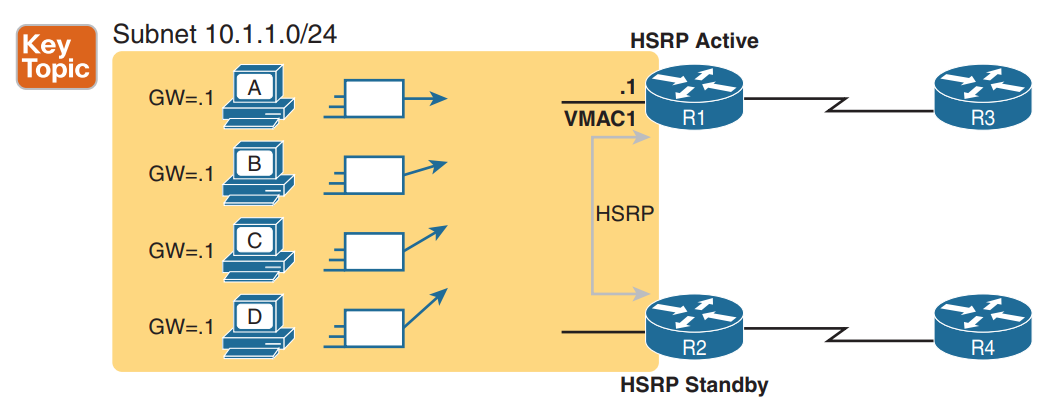 Key
Topic
Subnet 10.1.1.0/24
HSRP Active
GW=.1
A
.1
VMAC1
R1
R3
GW=.1
B
HSRP
GW=.1
C
GW=.1
D
R2
R4
HSRP Standby